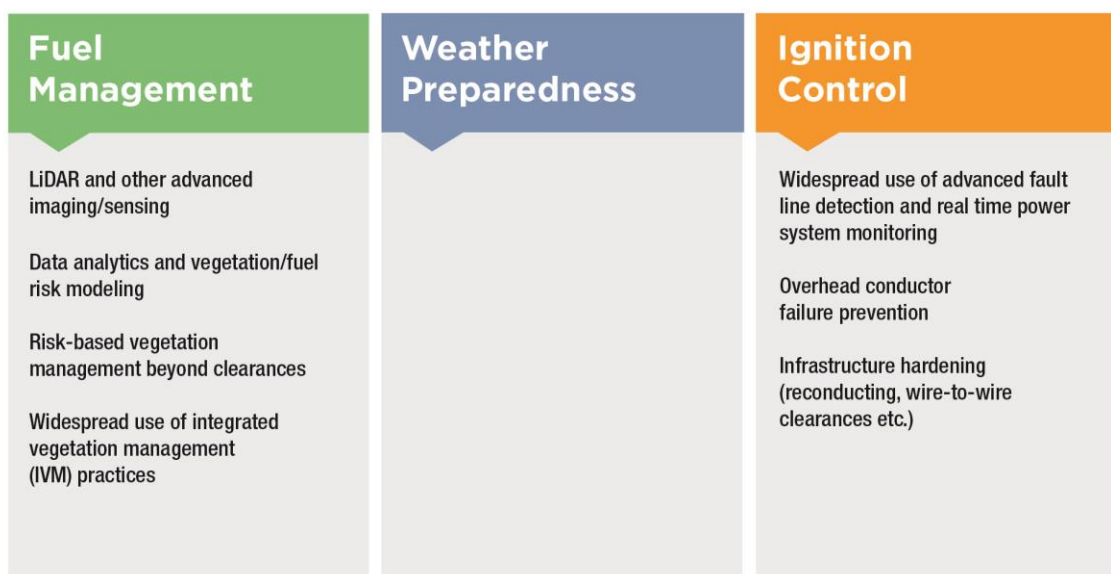 Fuel
Management
LiDAR and other advanced
imaging/sensing
Data analytics and vegetation/fuel
risk modeling
Risk-based vegetation
management beyond clearances
Widespread use of integrated
vegetation management
(IVM) practices
Weather
Preparedness
Ignition
Control
Widespread use of advanced fault
line detection and real time power
system monitoring
Overhead conductor
failure prevention
Infrastructure hardening
(reconducting, wire-to-wire
clearances etc.)